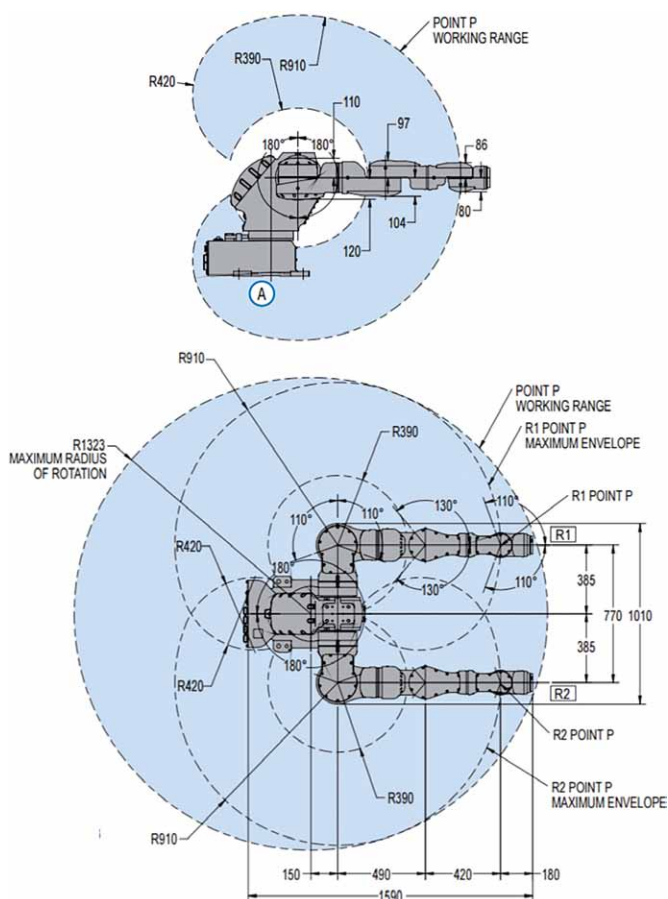 POINT P
WORKING RANGE
R910
R390
R420
110
180°
180°
97
86
104
80
120
A
R910
POINT P
WORKING RANGE
R1323
MAXIMUM RADIUS
OF ROTATION
R390
R1 POINT P
MAXIMUM ENVELOPE
R1 POINT P
110°
110°
130°
110°
R1
R420
180°
130°
110°
385
770
1010
385
180°
R420
R2
R2 POINT P
R390
R2 POINT P
MAXIMUM ENVELOPE
R910
150
490
420
180
1590